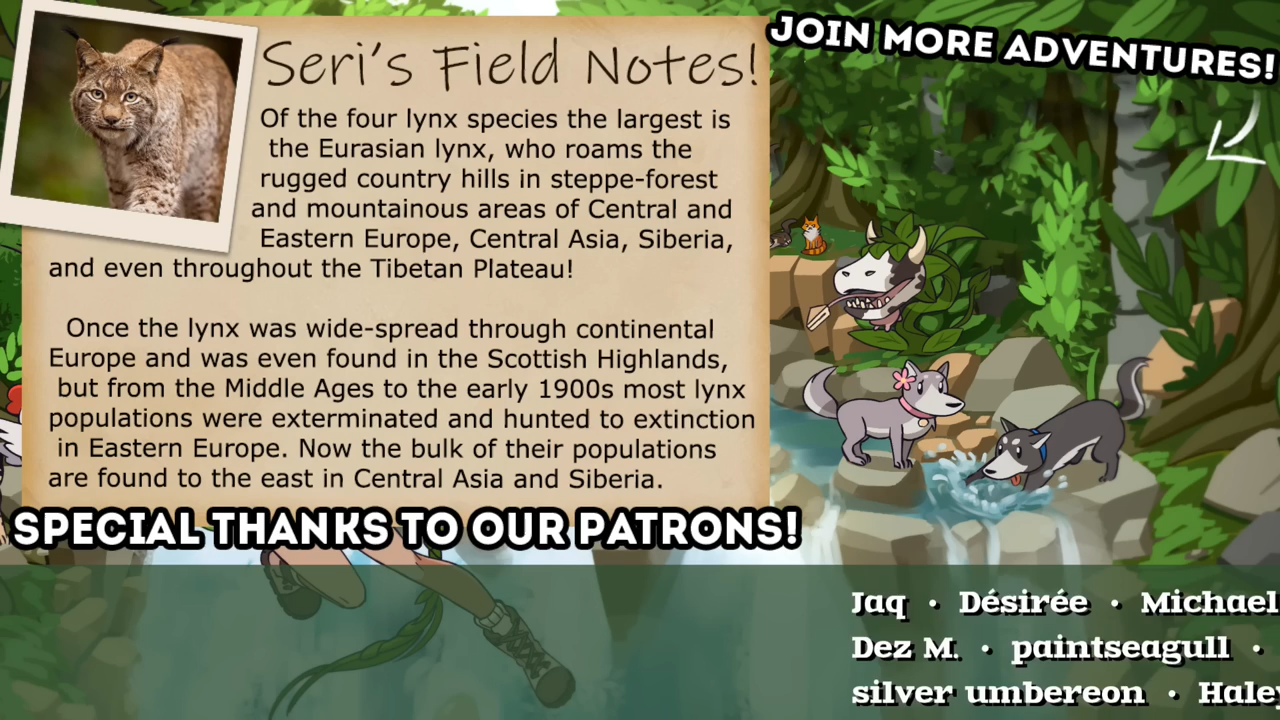 Seri's Field Notes!
Of the four lynx species the largest is
the Eurasian lynx, who roams the
rugged country hills in steppe-forest
and mountainous areas of Central and
Eastern Europe, Central Asia, Siberia,
and even throughout the Tibetan Plateau!
Once the lynx was wide-spread through continental
Europe and was even found in the Scottish Highlands,
but from the Middle Ages to the early 1900s most lynx
populations were exterminated and hunted to extinction
in Eastern Europe. Now the bulk of their populations
are found to the east in Central Asia and Siberia.
JOIN MORE ADVENTURES!
SPECIAL THANKS TO OUR PATRONS!
Jaq • Désirée • Michael
Dez M. • paintseagull •
silver umbereon • Haley